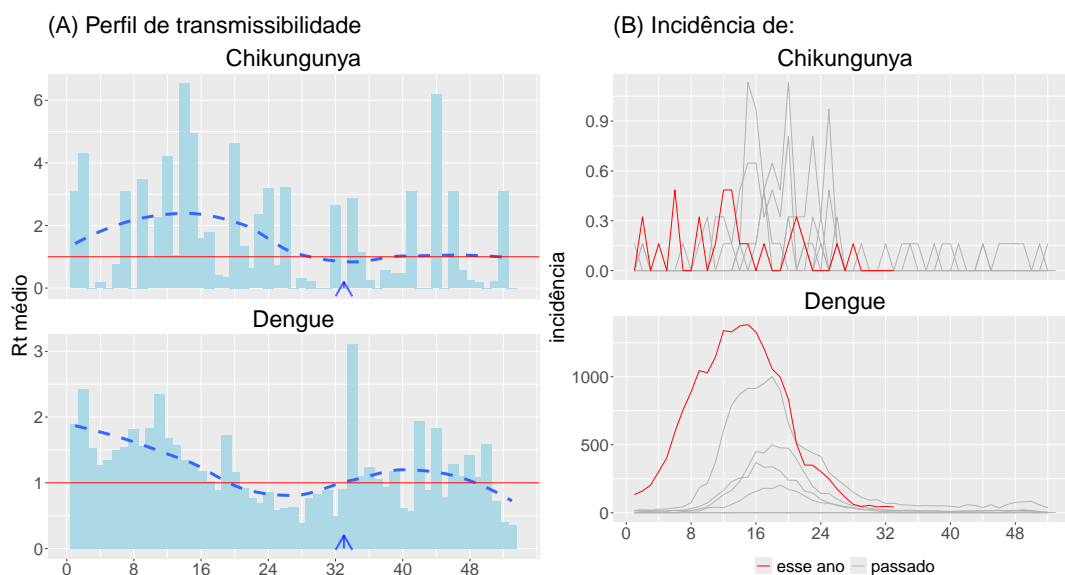 (A) Perfil de transmissibilidade
Chikungunya
6
4
2
0
Dengue
3
2
1
0
0 8 16 24 32 40 48
Rt médio
(B) Incidência de:
Chikungunya
0.9
0.6
0.3
0.0
Dengue
1000
500
0
0 8 16 24 32 40 48
incidência
esse ano passado